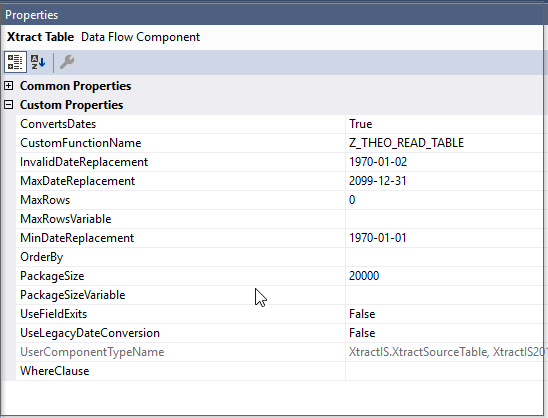 Properties
Xtract Table Data Flow Component
Common Properties
Custom Properties
ConvertsDates True
CustomFunctionName Z_THEO_READ_TABLE
InvalidDateReplacement 1970-01-02
MaxDateReplacement 2099-12-31
MaxRows 0
MaxRowsVariable
MinDateReplacement 1970-01-01
OrderBy
PackageSize 20000
PackageSizeVariable
UseFieldExits False
UseLegacyDateConversion False
UserComponentTypeName XtractIS.XtractSourceTable, XtractIS201
WhereClause